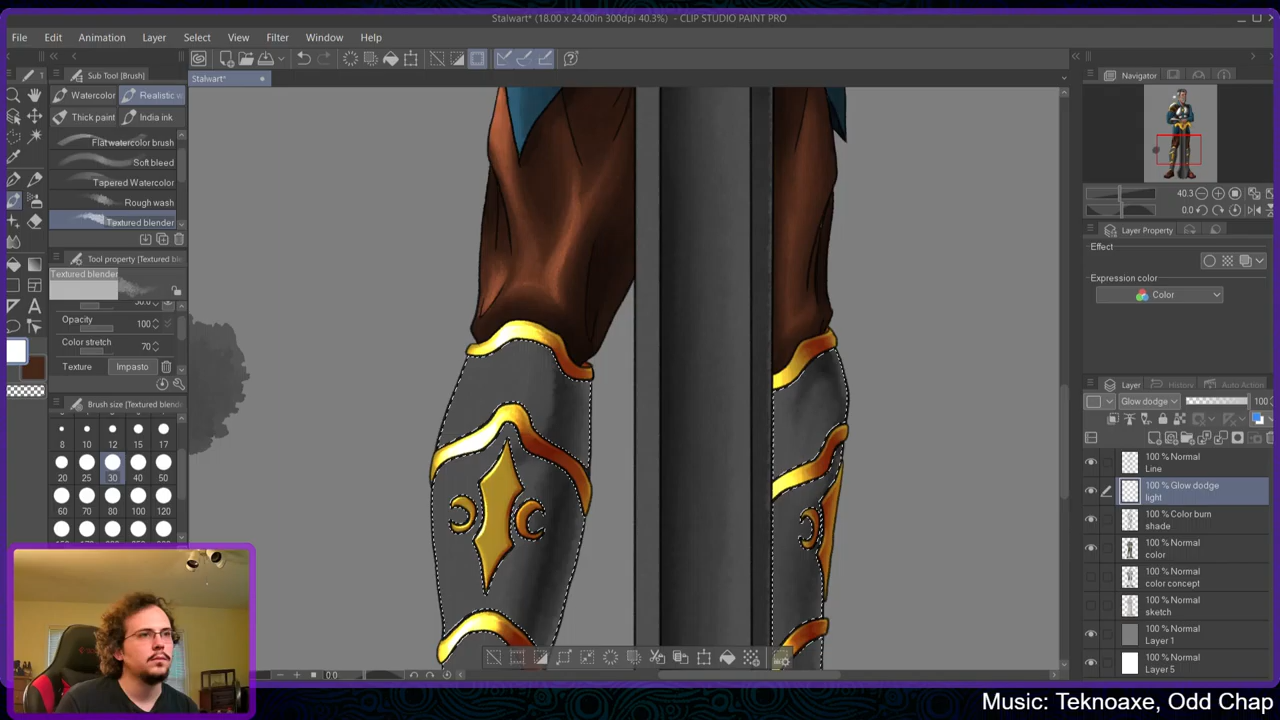 Stalwart* (18.00 x 24.00in 300dpi 40.3%) - CLIP STUDIO PAINT PRO
File Edit Animation Layer Select View Filter Window Help
Sub Tool [Brush]
Stalwart*
Navigator
Watercolor Realistic w
Thick paint India ink
Flat watercolor brush
Soft bleed
Tapered Watercolor
Rough wash
Textured blender
40.3
0.0
Layer Property
Effect
Expression color
Color
Tool property [Textured ble
Textured blender
Opacity 100
Color stretch 70
Texture Impasto
Brush size [Textured blend
8 10 12 15 17
20 25 30 40 50
60 70 80 100 120
Layer History Auto Action
Glow dodge 100
100 % Normal
Line
100 % Glow dodge
light
100 % Color burn
shade
100 % Normal
color
100 % Normal
color concept
100 % Normal
sketch
100 % Normal
Layer 1
100 % Normal
Layer 5
0.0
Music: Teknoaxe, Odd Chap